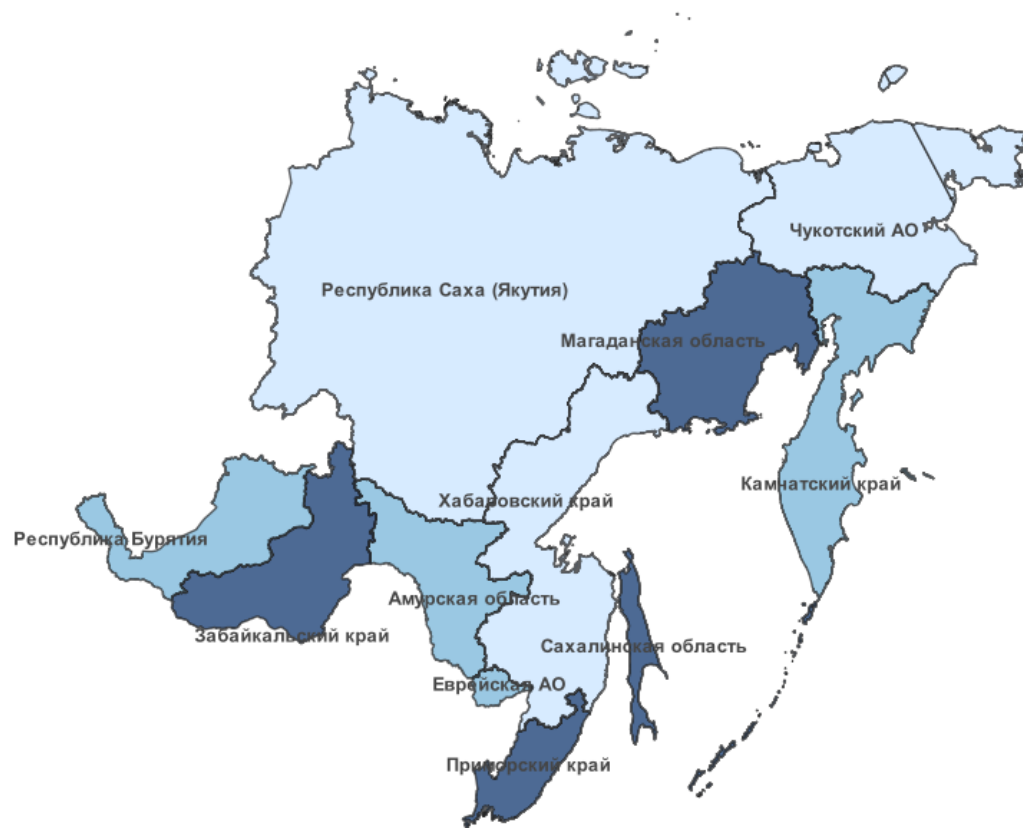 Чукотский АО
Республика Саха (Якутия)
Магаданская область
Камчатский край
Хабаровский край
Республика Бурятия
Амурская область
Забайкальский край
Сахалинская область
Еврейская АО
Приморский край